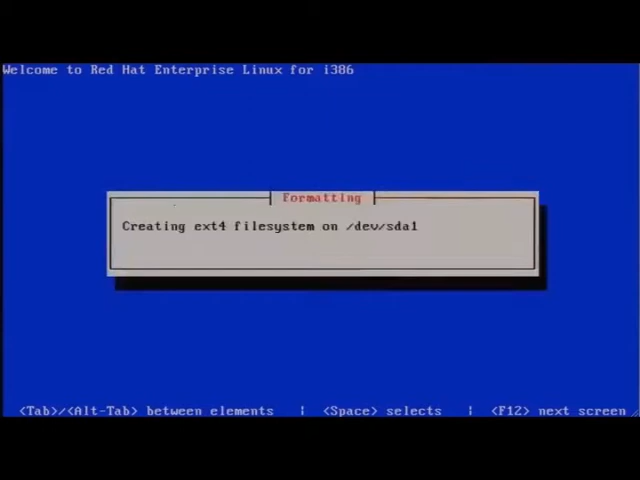 Welcome to Red Hat Enterprise Linux for i386
Formatting
Creating ext4 filesystem on /dev/sda1
<Tab>/<Alt-Tab> between elements | <Space> selects | <F12> next screen